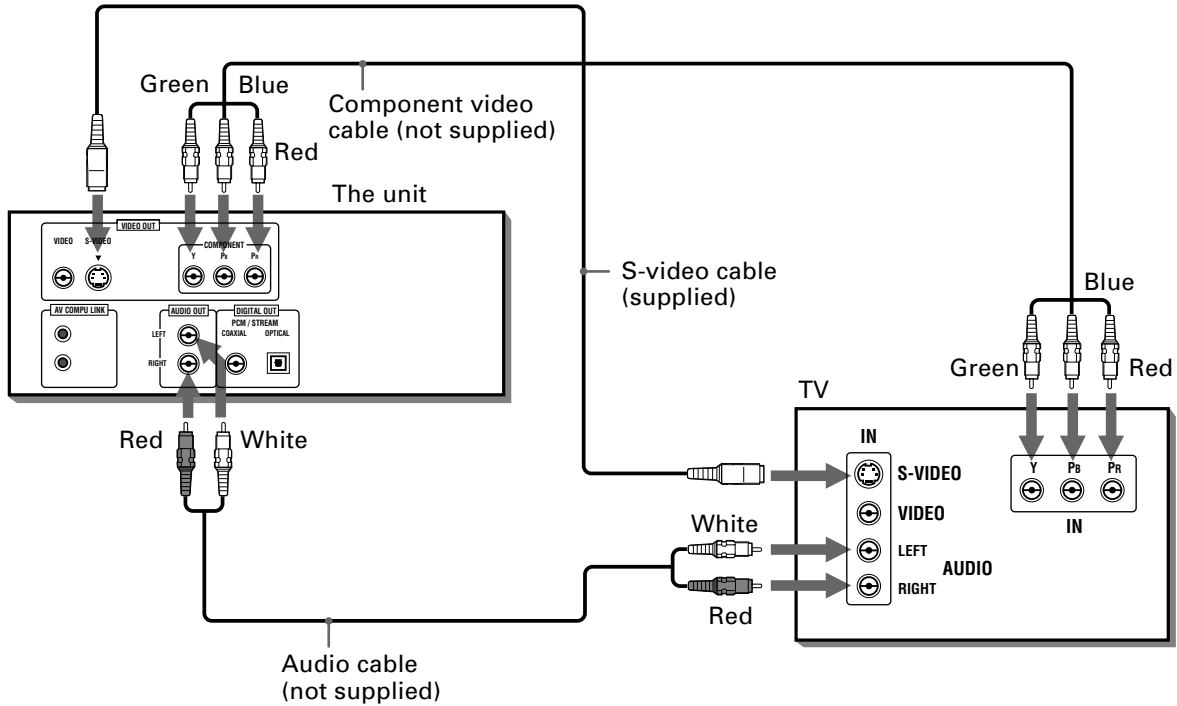 Green
Blue
Component video
cable (not supplied)
Red
The unit
VIDEO OUT
VIDEO
S-VIDEO
COMPONENT
Y
PB
PR
AV COMPU LINK
AUDIO OUT
LEFT
RIGHT
DIGITAL OUT
PCM / STREAM
COAXIAL
OPTICAL
S-video cable
(supplied)
Red
White
Blue
Green
Red
TV
IN
S-VIDEO
VIDEO
LEFT
AUDIO
RIGHT
Y
PB
PR
IN
White
Red
Audio cable
(not supplied)